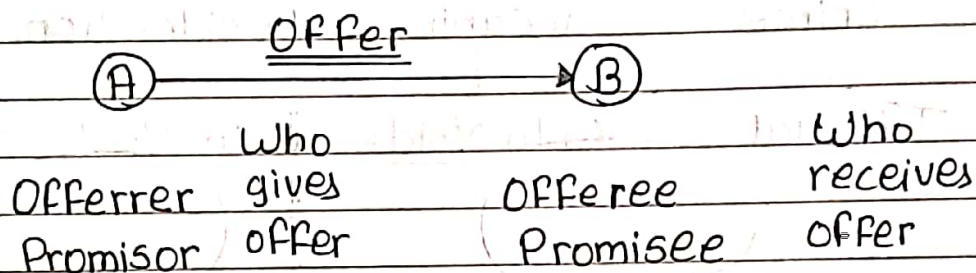 Offer
A B
Who Who
Offerrer gives Offeree receives
Promisor offer Promisee offer